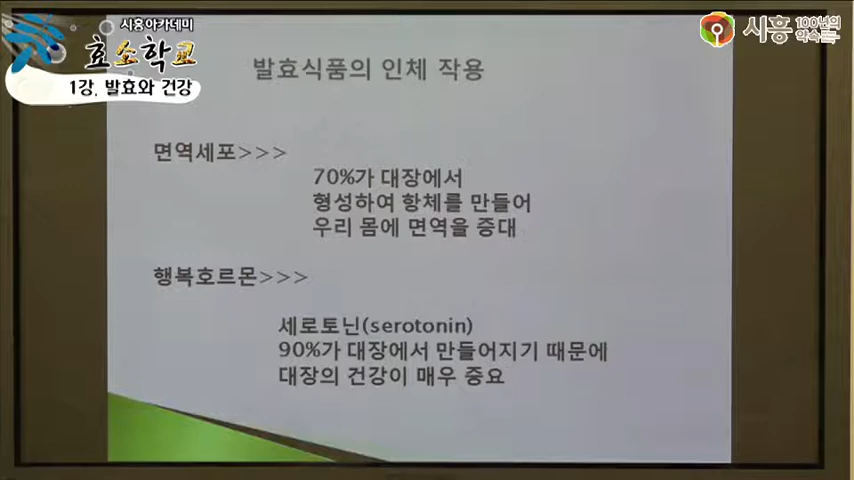 시흥아카데미
효소학교
1강. 발효와 건강
시흥 100년의
약속
발효식품의 인체 작용
면역세포>>>
70%가 대장에서
형성하여 항체를 만들어
우리 몸에 면역을 증대
행복호르몬>>>
세로토닌(serotonin)
90%가 대장에서 만들어지기 때문에
대장의 건강이 매우 중요